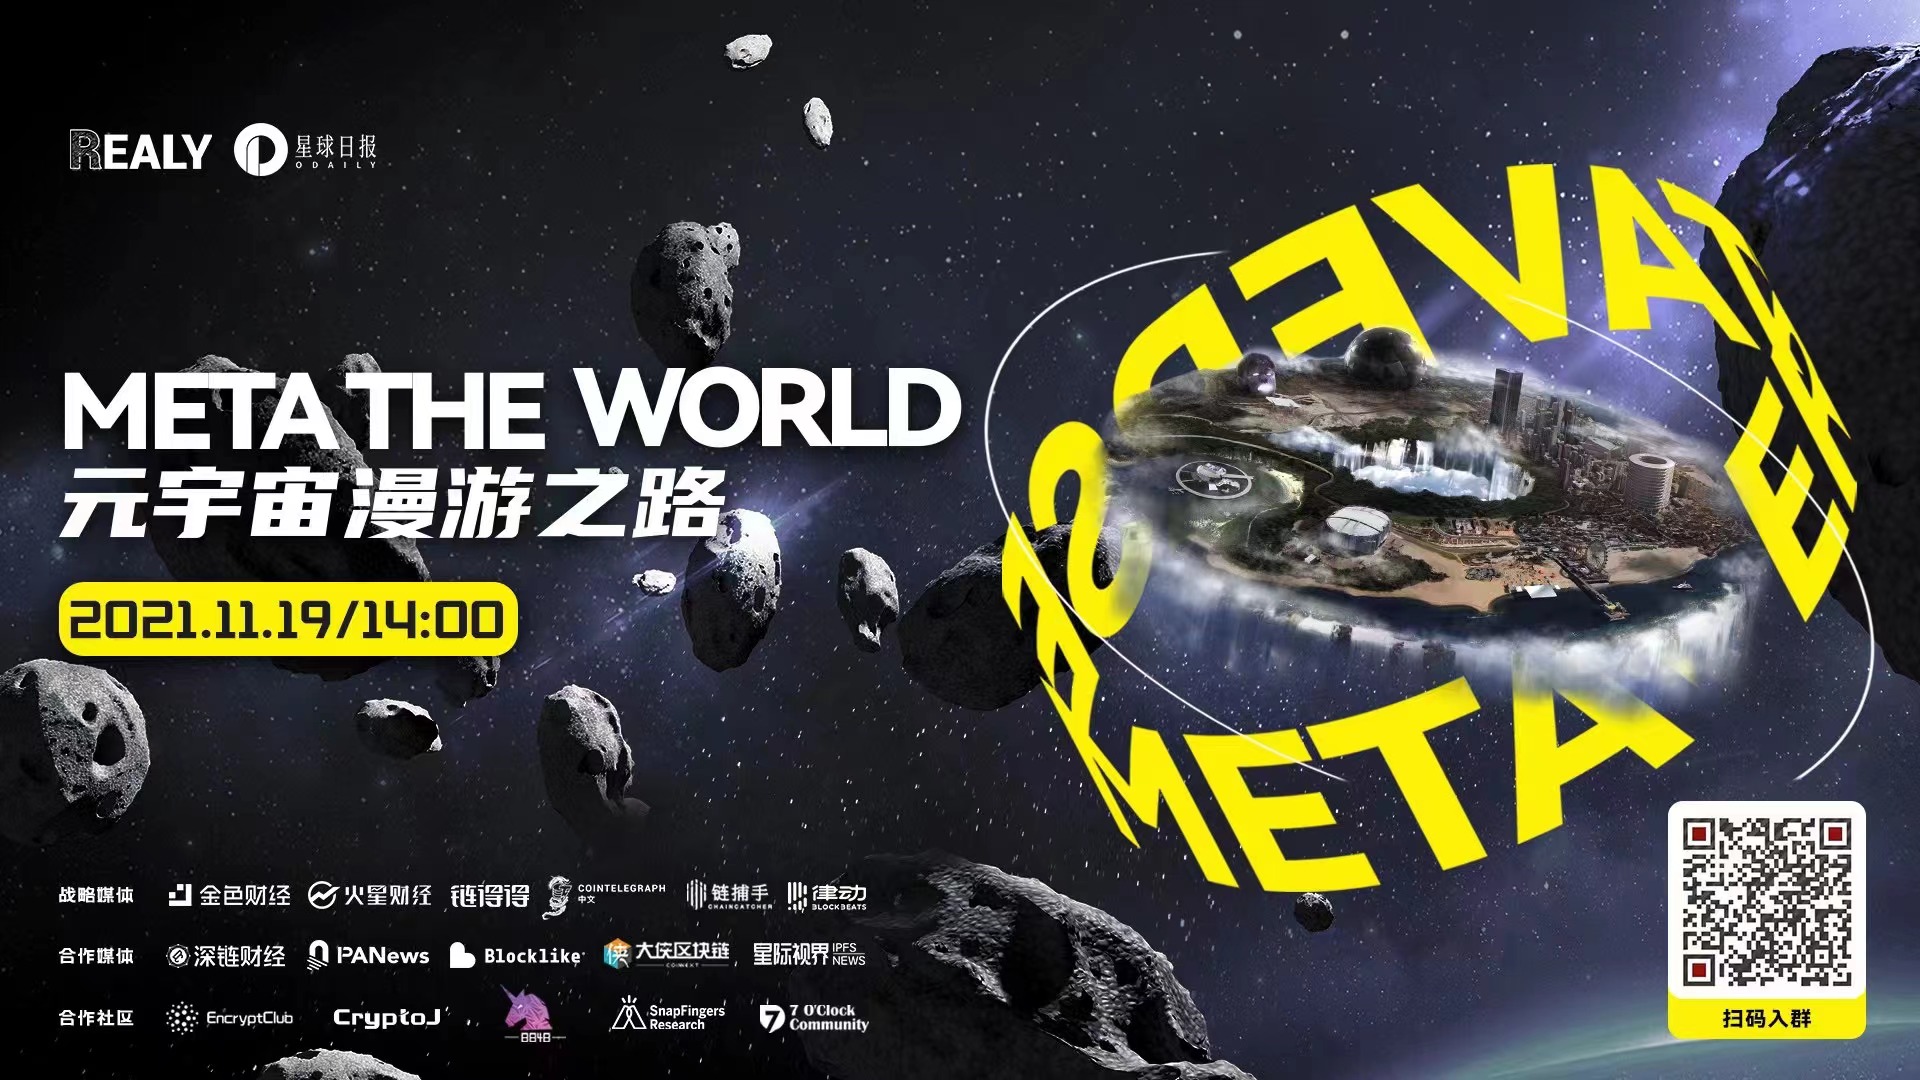 REALY 星球日报
ODAILY
META THE WORLD
元宇宙漫游之路
2021.11.19/14:00
METAVERSE
META
战略媒体 金色财经 火星财经 链得得 COINTELEGRAPH 中文 链捕手 CHAINCATCHER 律动 BLOCKBEATS
合作媒体 深链财经 PANews Blocklike 大侠区块链 COINNEXT 星际视界 IPFS NEWS
合作社区 EncryptClub CryptoJ 8848 SnapFingers Research 7 O'Clock Community
扫码入群